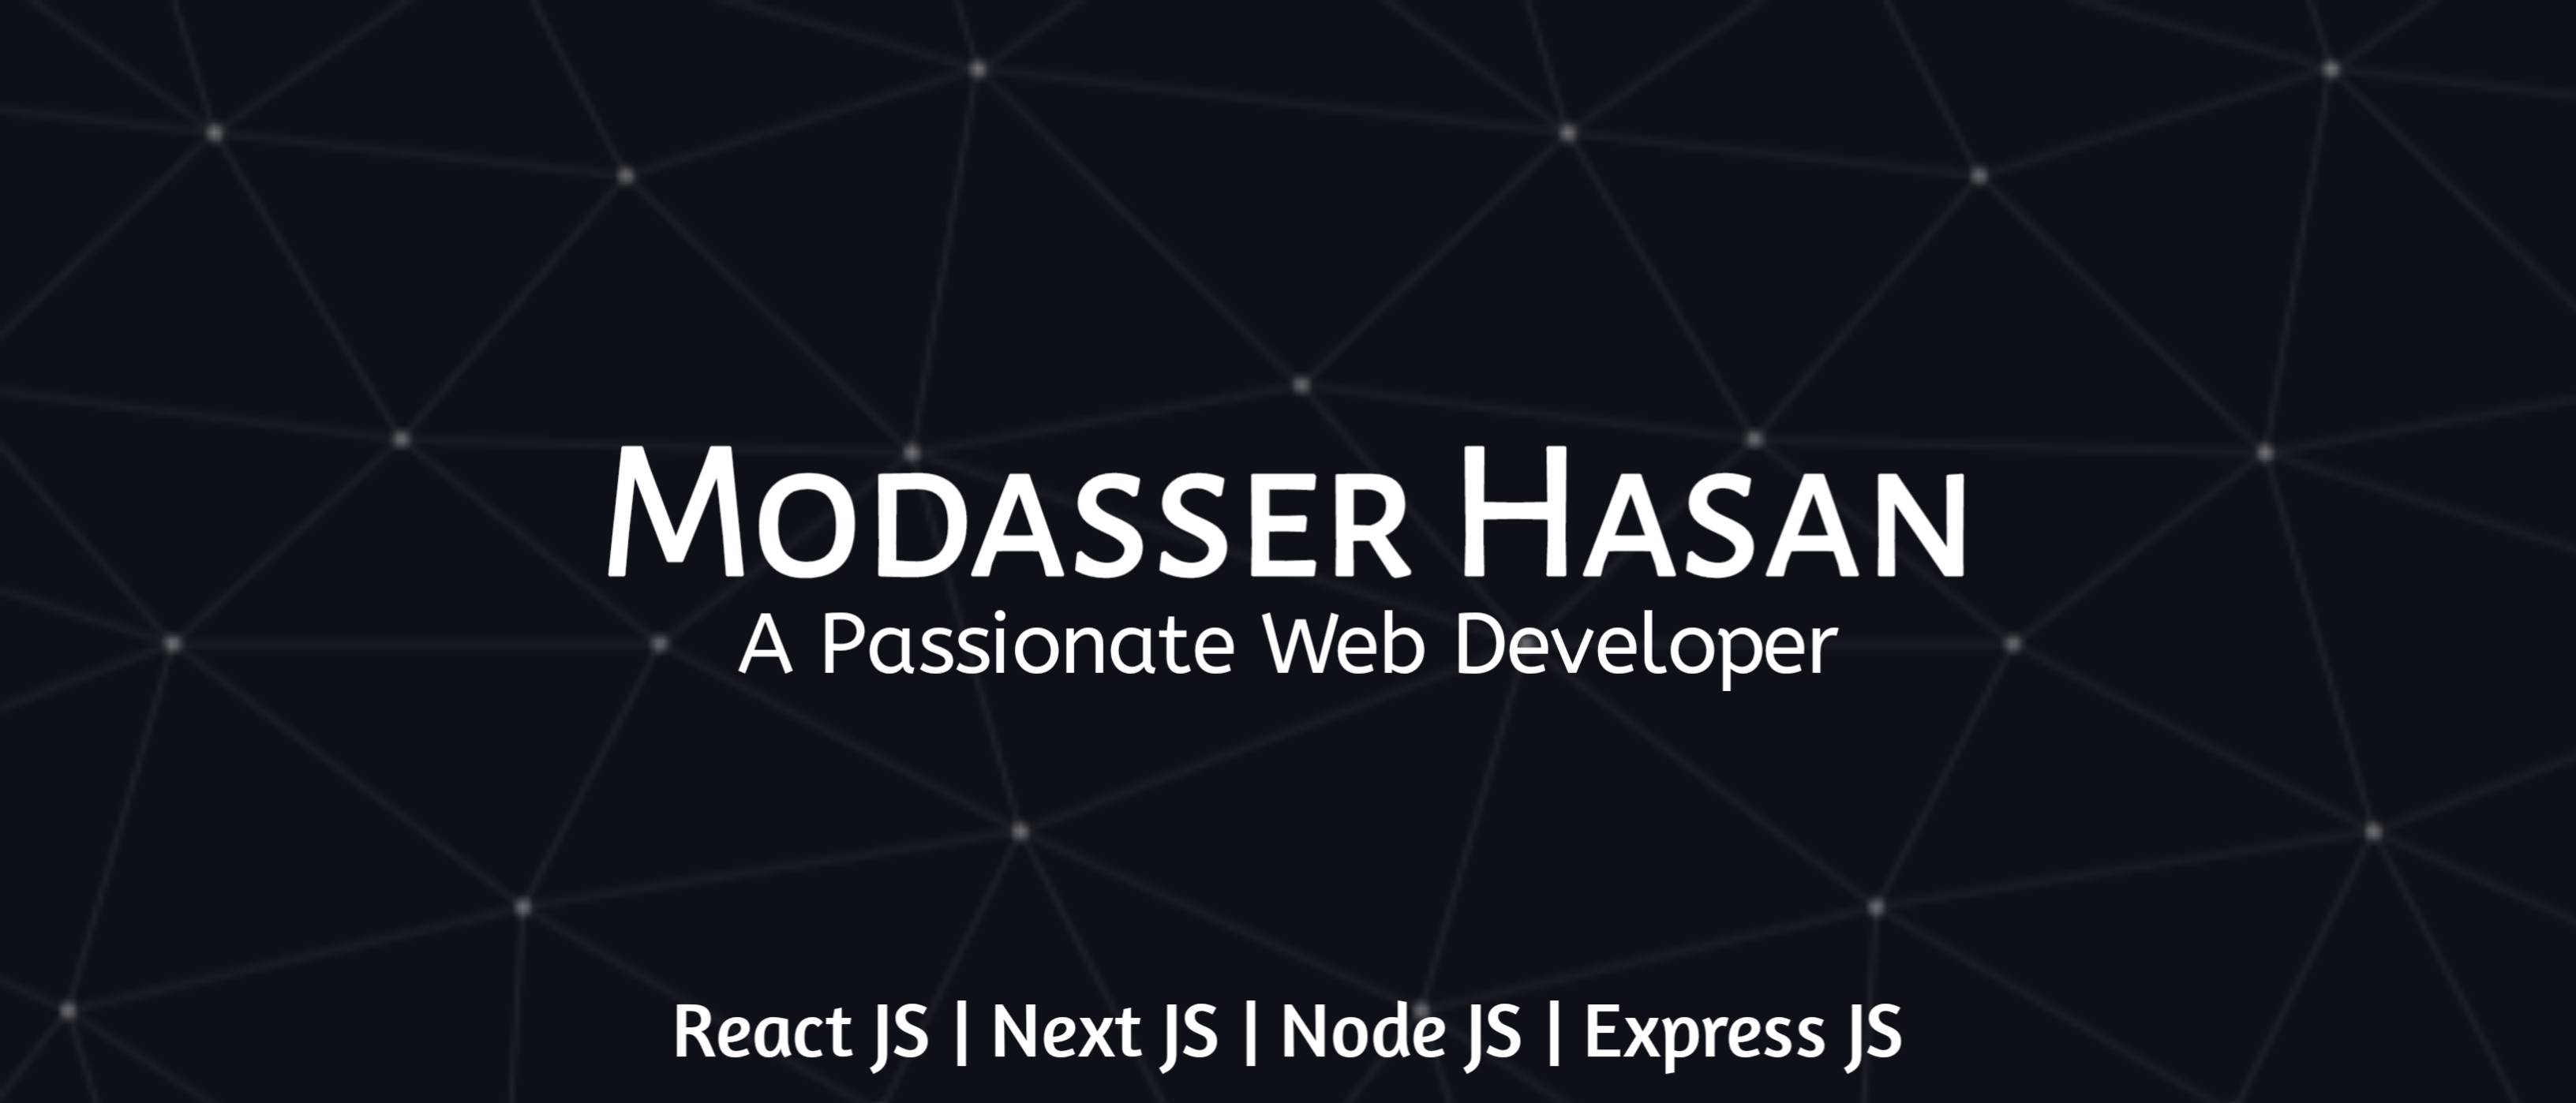 Modasser Hasan
A Passionate Web Developer
React JS | Next JS | Node JS | Express JS